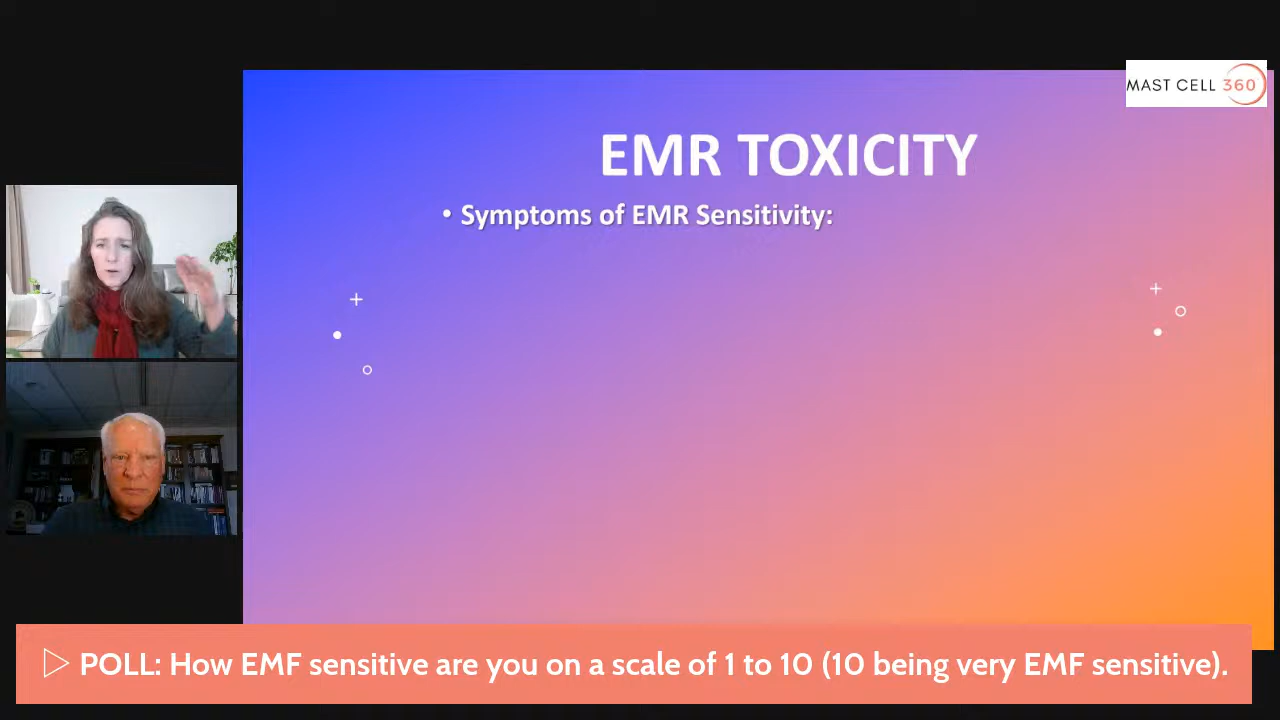 MAST CELL 360
EMR TOXICITY
• Symptoms of EMR Sensitivity:
POLL: How EMF sensitive are you on a scale of 1 to 10 (10 being very EMF sensitive).